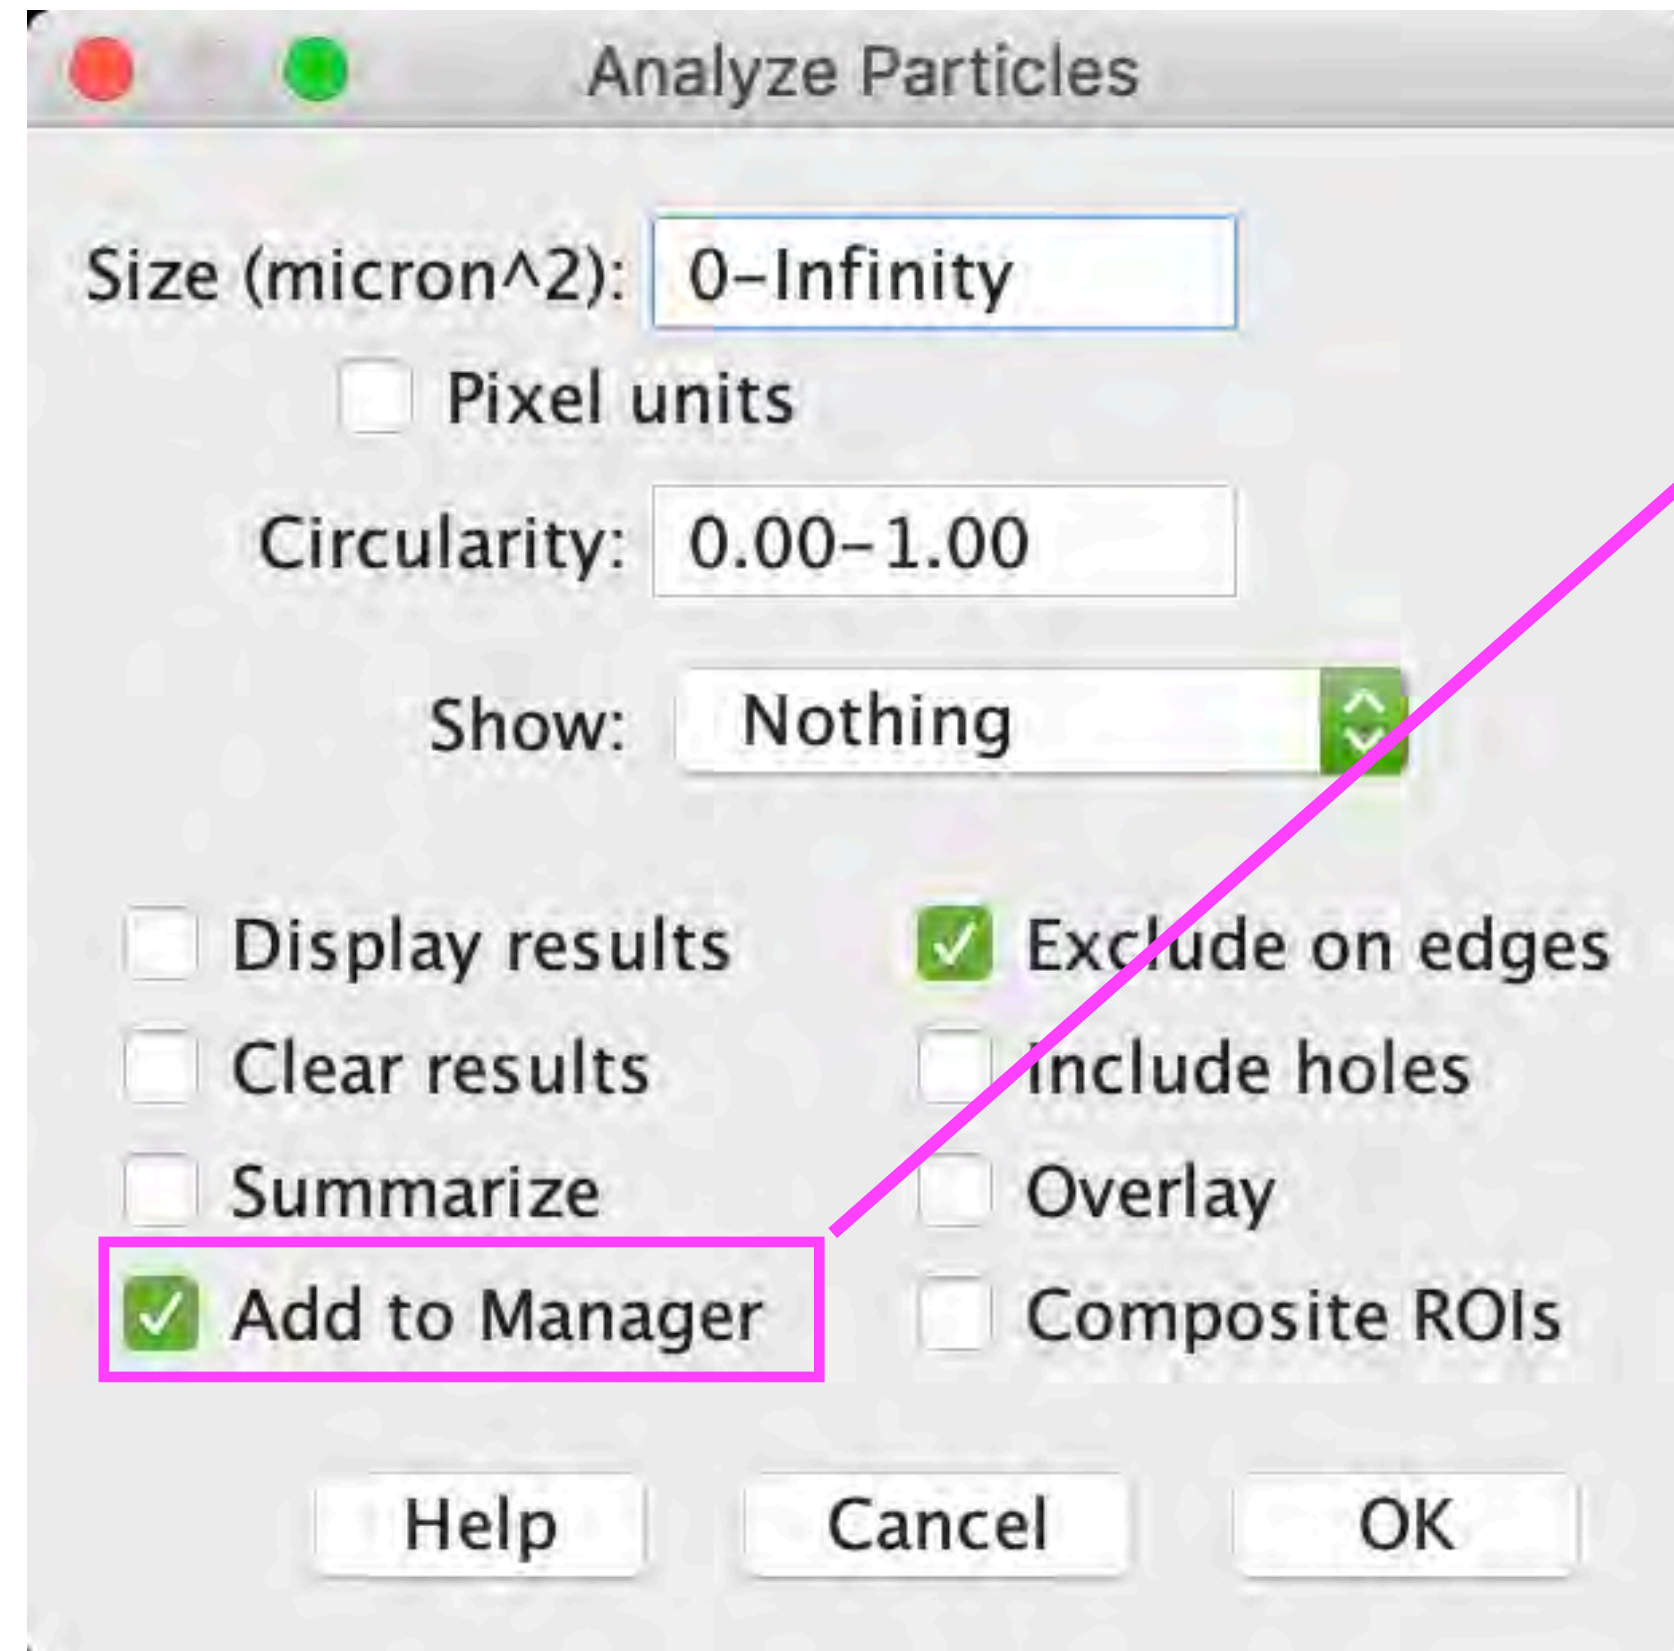 Analyze Particles
Size (micron^2): 0–Infinity
Pixel units
Circularity: 0.00–1.00
Show: Nothing
Display results Exclude on edges
Clear results Include holes
Summarize Overlay
Add to Manager Composite ROIs
Help Cancel OK